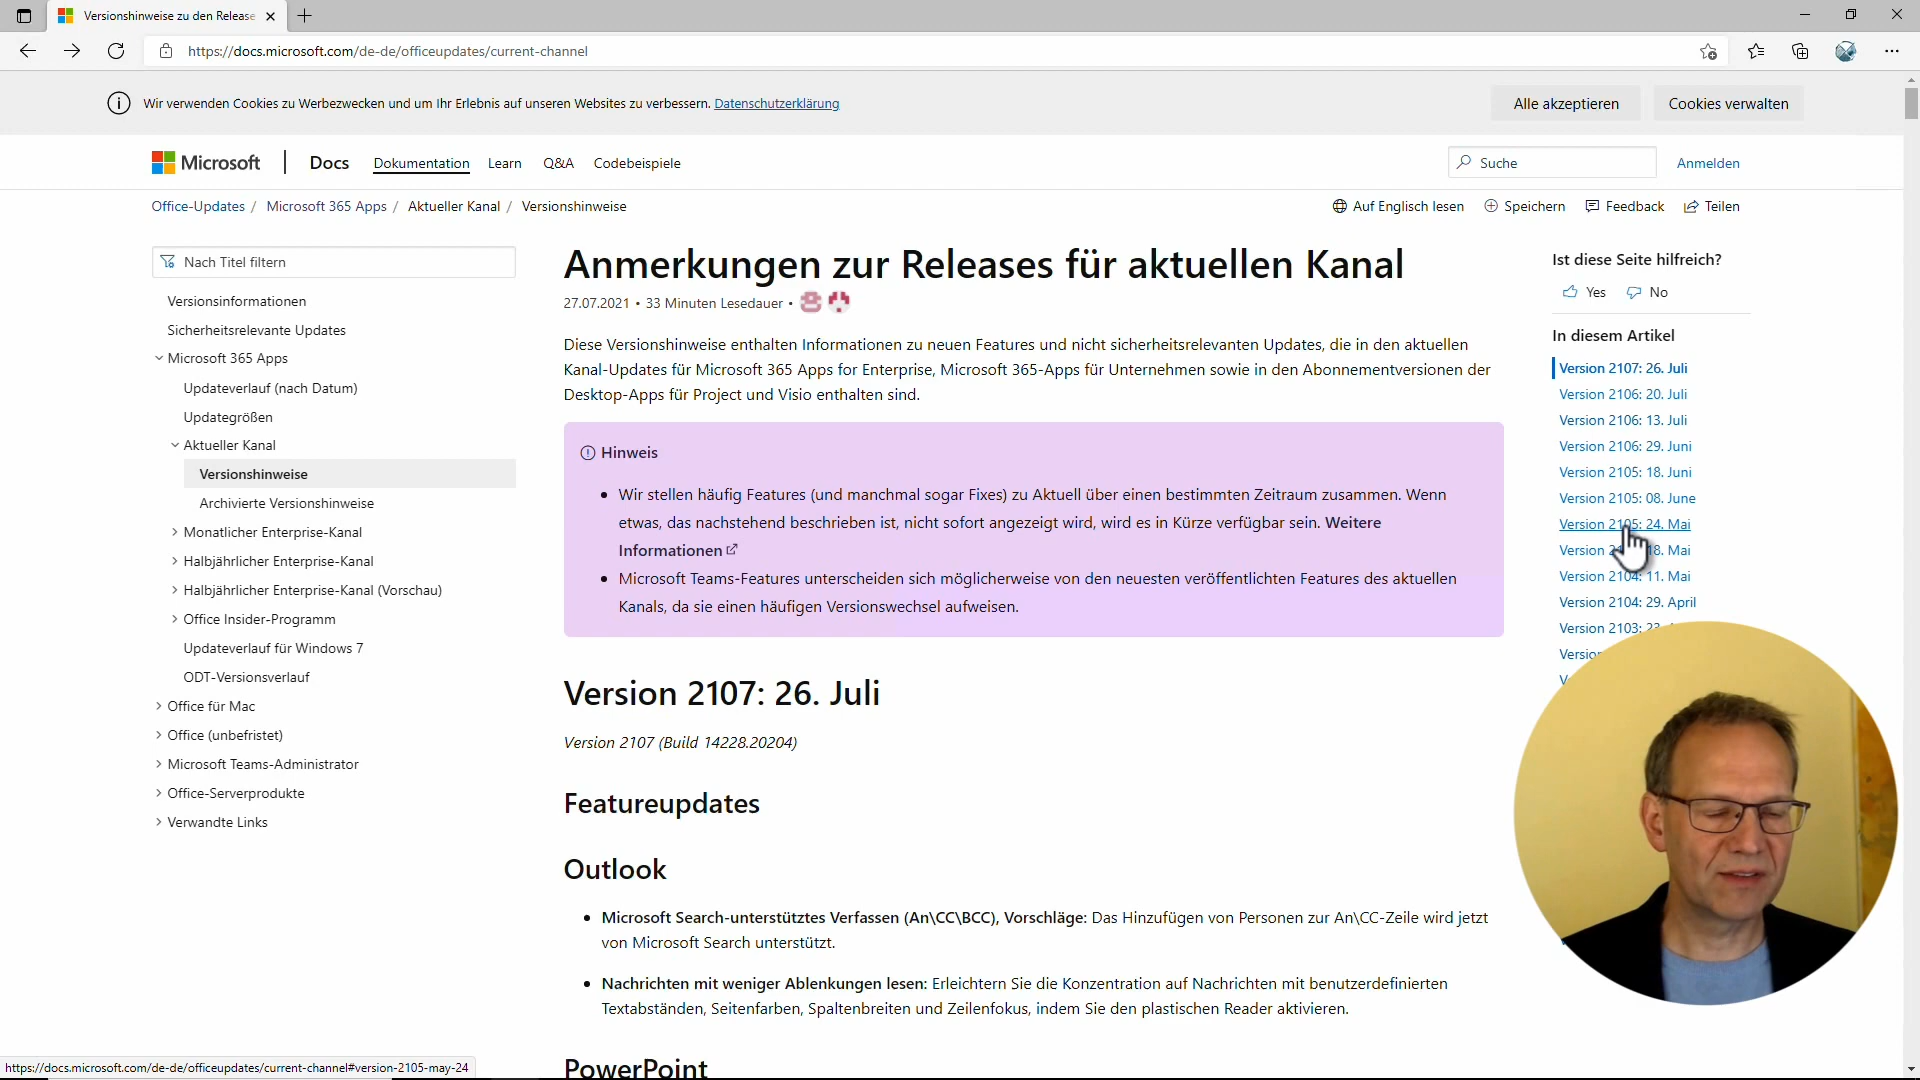 Versionshinweise zu den Release
https://docs.microsoft.com/de-de/officeupdates/current-channel
Wir verwenden Cookies zu Werbezwecken und um Ihr Erlebnis auf unseren Websites zu verbessern. Datenschutzerklärung
Alle akzeptieren
Cookies verwalten
Microsoft
Docs
Dokumentation
Learn
Q&A
Codebeispiele
Suche
Anmelden
Office-Updates / Microsoft 365 Apps / Aktueller Kanal / Versionshinweise
Auf Englisch lesen
Speichern
Feedback
Teilen
Nach Titel filtern
Versionsinformationen
Sicherheitsrelevante Updates
Microsoft 365 Apps
Updateverlauf (nach Datum)
Updategrößen
Aktueller Kanal
Versionshinweise
Archivierte Versionshinweise
Monatlicher Enterprise-Kanal
Halbjährlicher Enterprise-Kanal
Halbjährlicher Enterprise-Kanal (Vorschau)
Office Insider-Programm
Updateverlauf für Windows 7
ODT-Versionsverlauf
Office für Mac
Office (unbefristet)
Microsoft Teams-Administrator
Office-Serverprodukte
Verwandte Links
Anmerkungen zur Releases für aktuellen Kanal
27.07.2021 • 33 Minuten Lesedauer •
Diese Versionshinweise enthalten Informationen zu neuen Features und nicht sicherheitsrelevanten Updates, die in den aktuellen
Kanal-Updates für Microsoft 365 Apps for Enterprise, Microsoft 365-Apps für Unternehmen sowie in den Abonnementversionen der
Desktop-Apps für Project und Visio enthalten sind.
Hinweis
• Wir stellen häufig Features (und manchmal sogar Fixes) zu Aktuell über einen bestimmten Zeitraum zusammen. Wenn
etwas, das nachstehend beschrieben ist, nicht sofort angezeigt wird, wird es in Kürze verfügbar sein. Weitere
Informationen
• Microsoft Teams-Features unterscheiden sich möglicherweise von den neuesten veröffentlichten Features des aktuellen
Kanals, da sie einen häufigen Versionswechsel aufweisen.
Version 2107: 26. Juli
Version 2107 (Build 14228.20204)
Featureupdates
Outlook
• Microsoft Search-unterstütztes Verfassen (An\CC\BCC), Vorschläge: Das Hinzufügen von Personen zur An\CC-Zeile wird jetzt
von Microsoft Search unterstützt.
• Nachrichten mit weniger Ablenkungen lesen: Erleichtern Sie die Konzentration auf Nachrichten mit benutzerdefinierten
Textabständen, Seitenfarben, Spaltenbreiten und Zeilenfokus, indem Sie den plastischen Reader aktivieren.
PowerPoint
Ist diese Seite hilfreich?
Yes
No
In diesem Artikel
Version 2107: 26. Juli
Version 2106: 20. Juli
Version 2106: 13. Juli
Version 2106: 29. Juni
Version 2105: 18. Juni
Version 2105: 08. June
Version 2105: 24. Mai
Version 18. Mai
Version 2104: 11. Mai
Version 2104: 29. April
Version 2103:
https://docs.microsoft.com/de-de/officeupdates/current-channel#version-2105-may-24